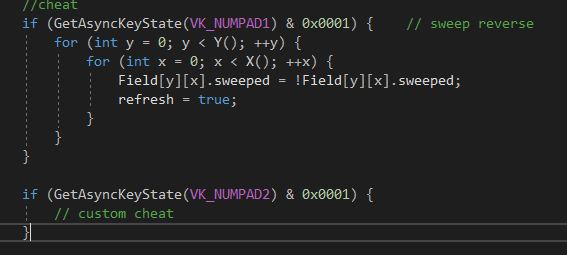 //cheat
if (GetAsyncKeyState(VK_NUMPAD1) & 0x0001) {    // sweep reverse
    for (int y = 0; y < Y(); ++y) {
        for (int x = 0; x < X(); ++x) {
            Field[y][x].sweeped = !Field[y][x].sweeped;
            refresh = true;
        }
    }
}

if (GetAsyncKeyState(VK_NUMPAD2) & 0x0001) {
    // custom cheat
}